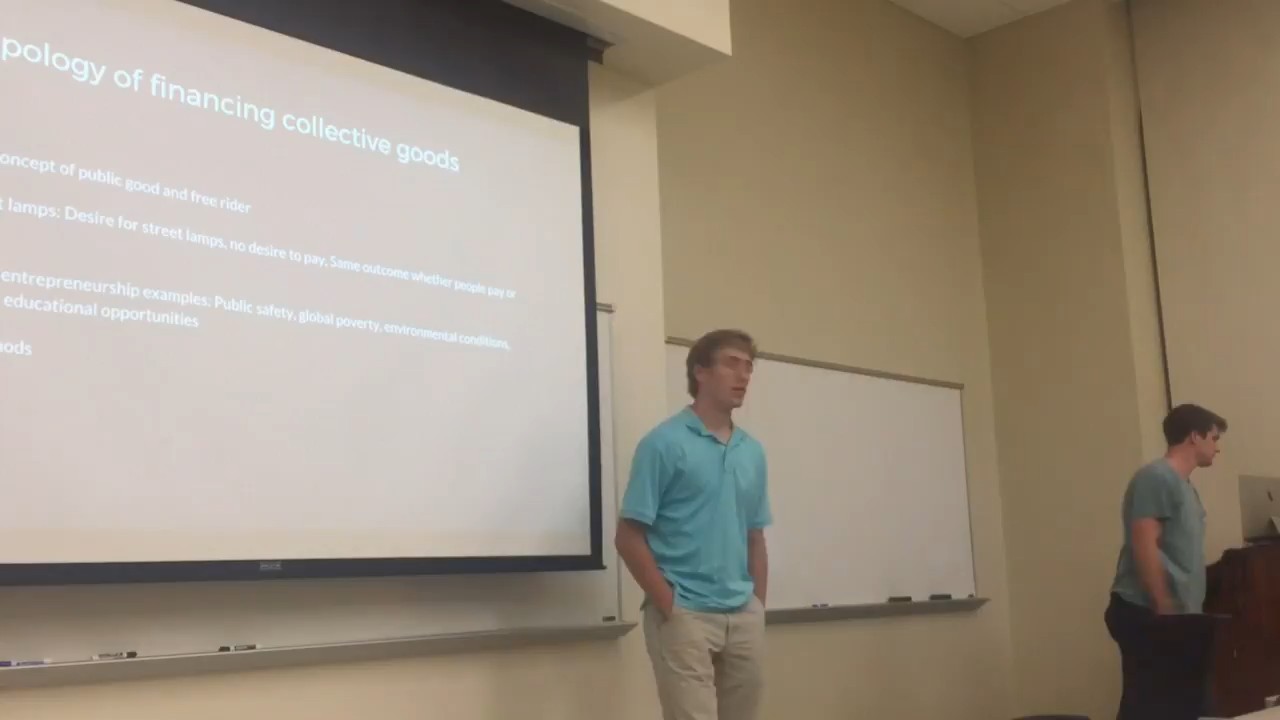 pology of financing collective goods
oncept of public good and free rider
t lamps: Desire for street lamps, no desire to pay, Same outcome whether people pay or
entrepreneurship examples: Public safety, global poverty, environmental conditions,
educational opportunities
oods